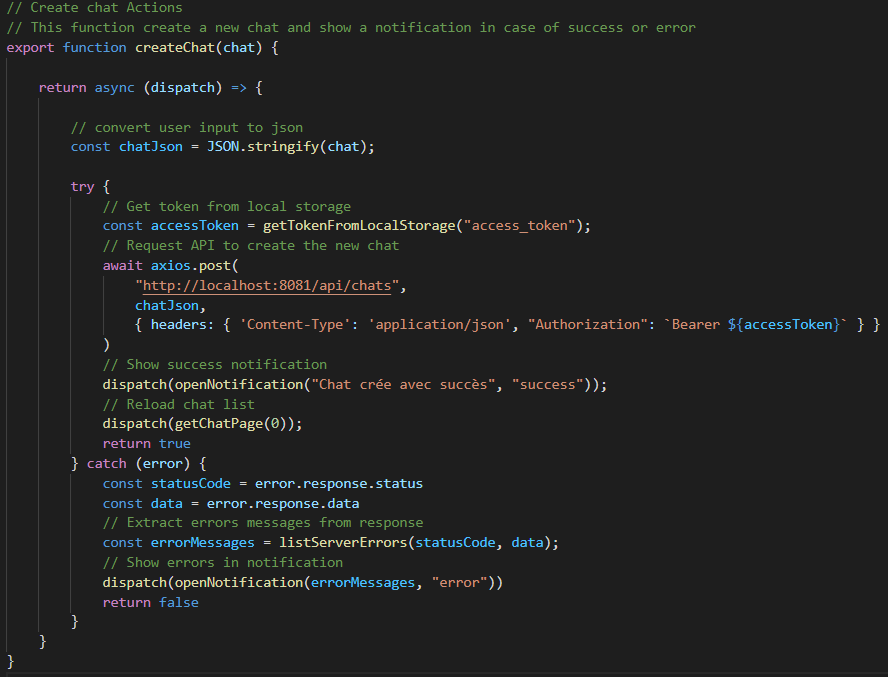 // Create chat Actions
// This function create a new chat and show a notification in case of success or error
export function createChat(chat) {
return async (dispatch) => {
// convert user input to json
const chatJson = JSON.stringify(chat);
try {
// Get token from local storage
const accessToken = getTokenFromLocalStorage("access_token");
// Request API to create the new chat
await axios.post(
"http://localhost:8081/api/chats",
chatJson,
{ headers: { 'Content-Type': 'application/json', "Authorization": `Bearer ${accessToken}` } }
)
// Show success notification
dispatch(openNotification("Chat crée avec succès", "success"));
// Reload chat list
dispatch(getChatPage(0));
return true
} catch (error) {
const statusCode = error.response.status
const data = error.response.data
// Extract errors messages from response
const errorMessages = listServerErrors(statusCode, data);
// Show errors in notification
dispatch(openNotification(errorMessages, "error"))
return false
}
}
}